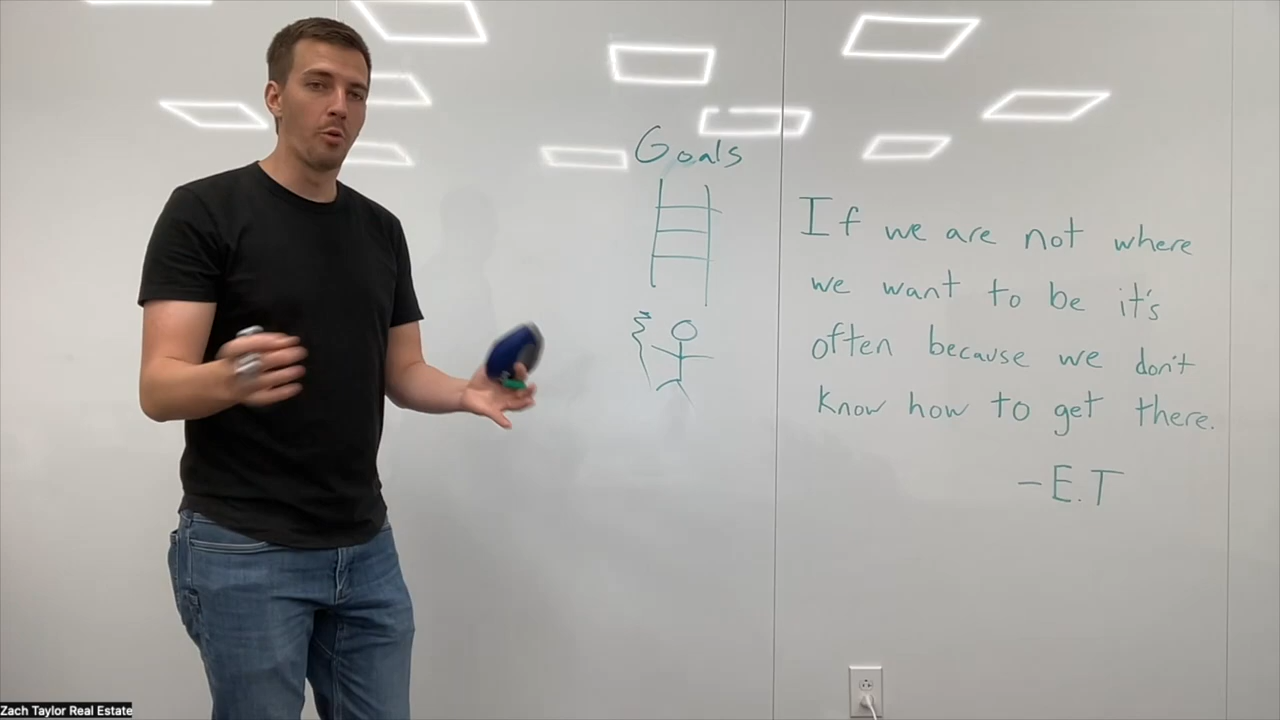 Goals
If we are not where
we want to be it's
often because we don't
know how to get there.
-E.T
Zach Taylor Real Estate